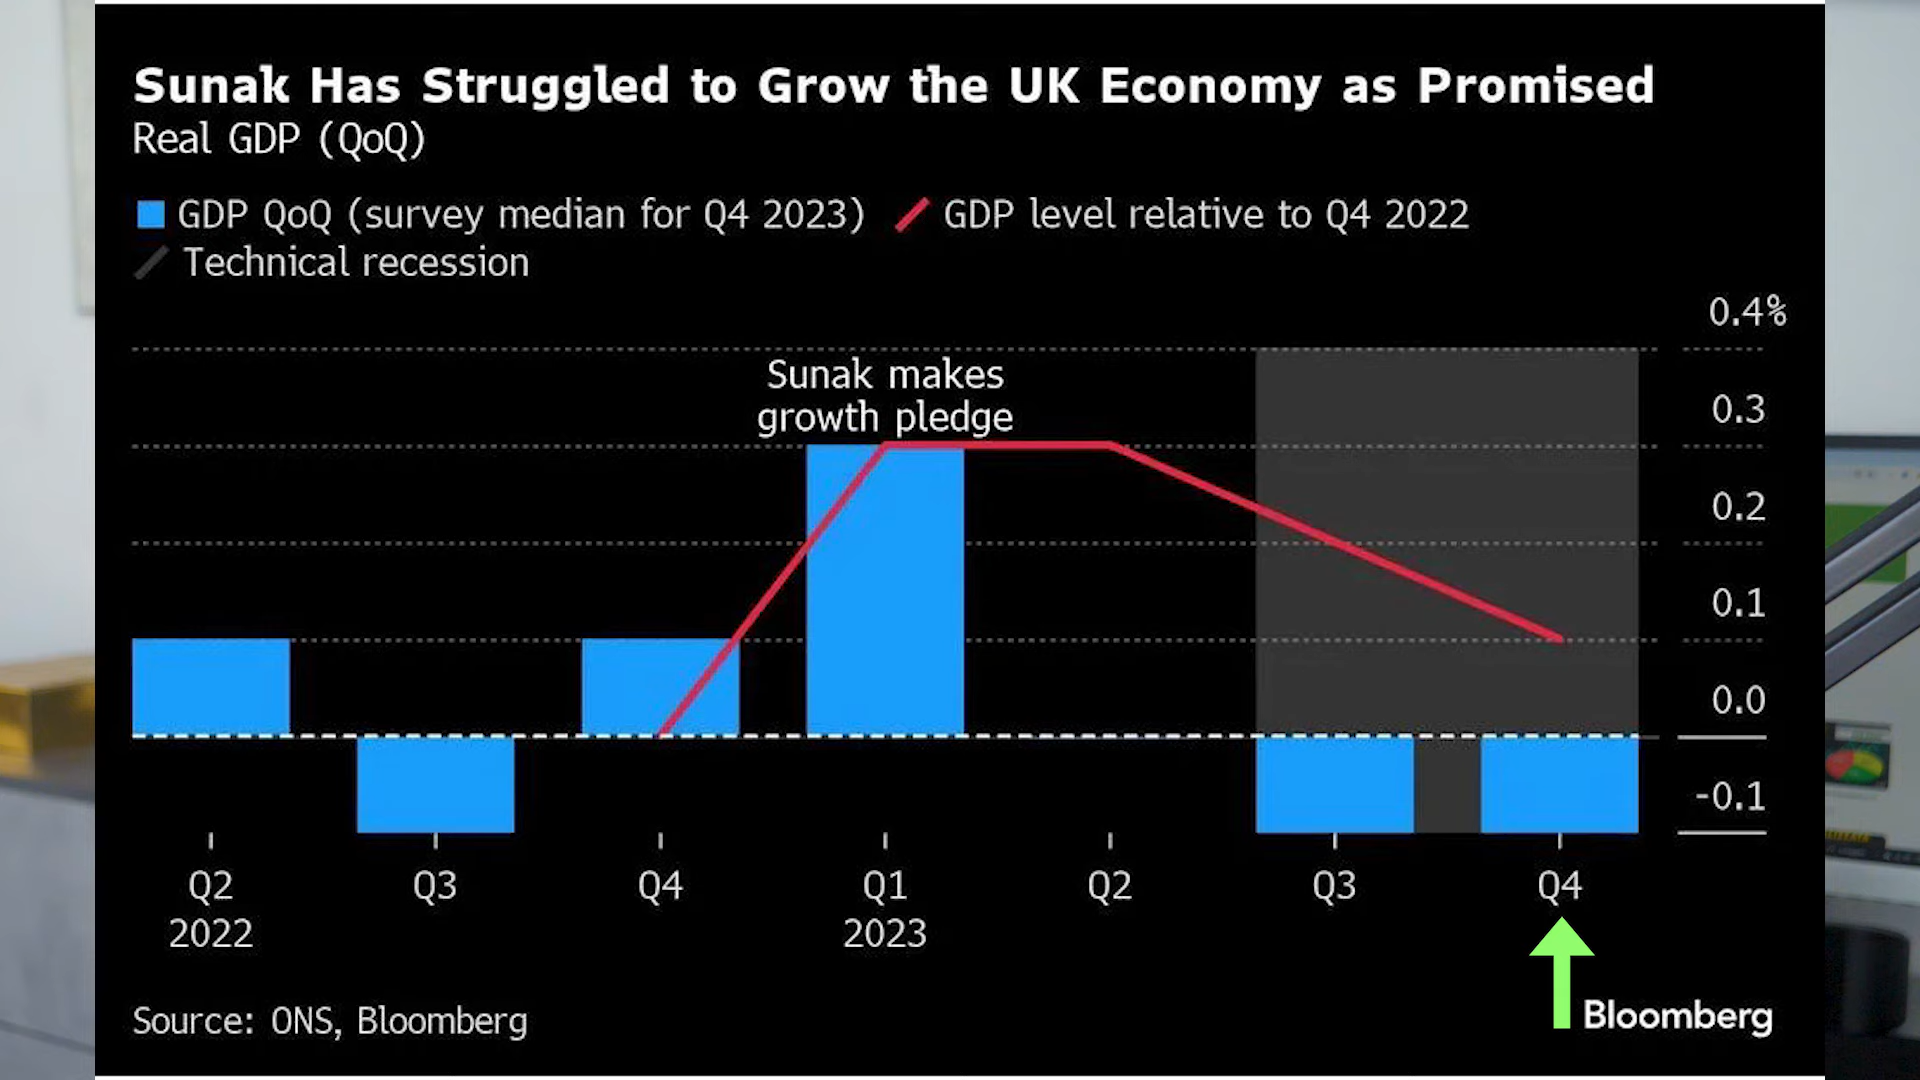 Sunak Has Struggled to Grow the UK Economy as Promised
Real GDP (QoQ)
GDP QoQ (survey median for Q4 2023) GDP level relative to Q4 2022
Technical recession
0.4%
Sunak makes
growth pledge
0.3
0.2
0.1
0.0
-0.1
Q2 Q3 Q4 Q1 Q2 Q3 Q4
2022 2023
Source: ONS, Bloomberg
Bloomberg